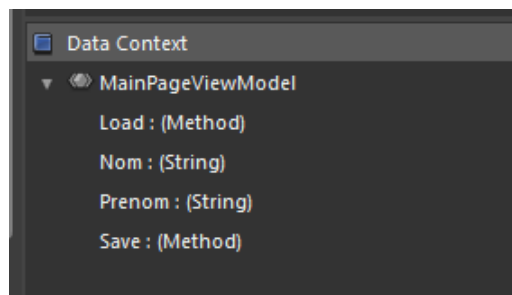 Data Context
MainPageViewModel
Load : (Method)
Nom : (String)
Prenom : (String)
Save : (Method)